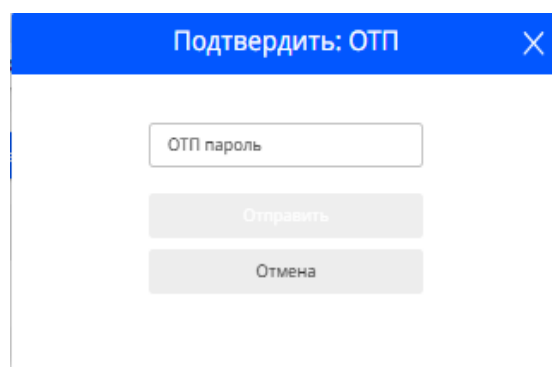 Подтвердить: ОТП
ОТП пароль
Отправить
Отмена